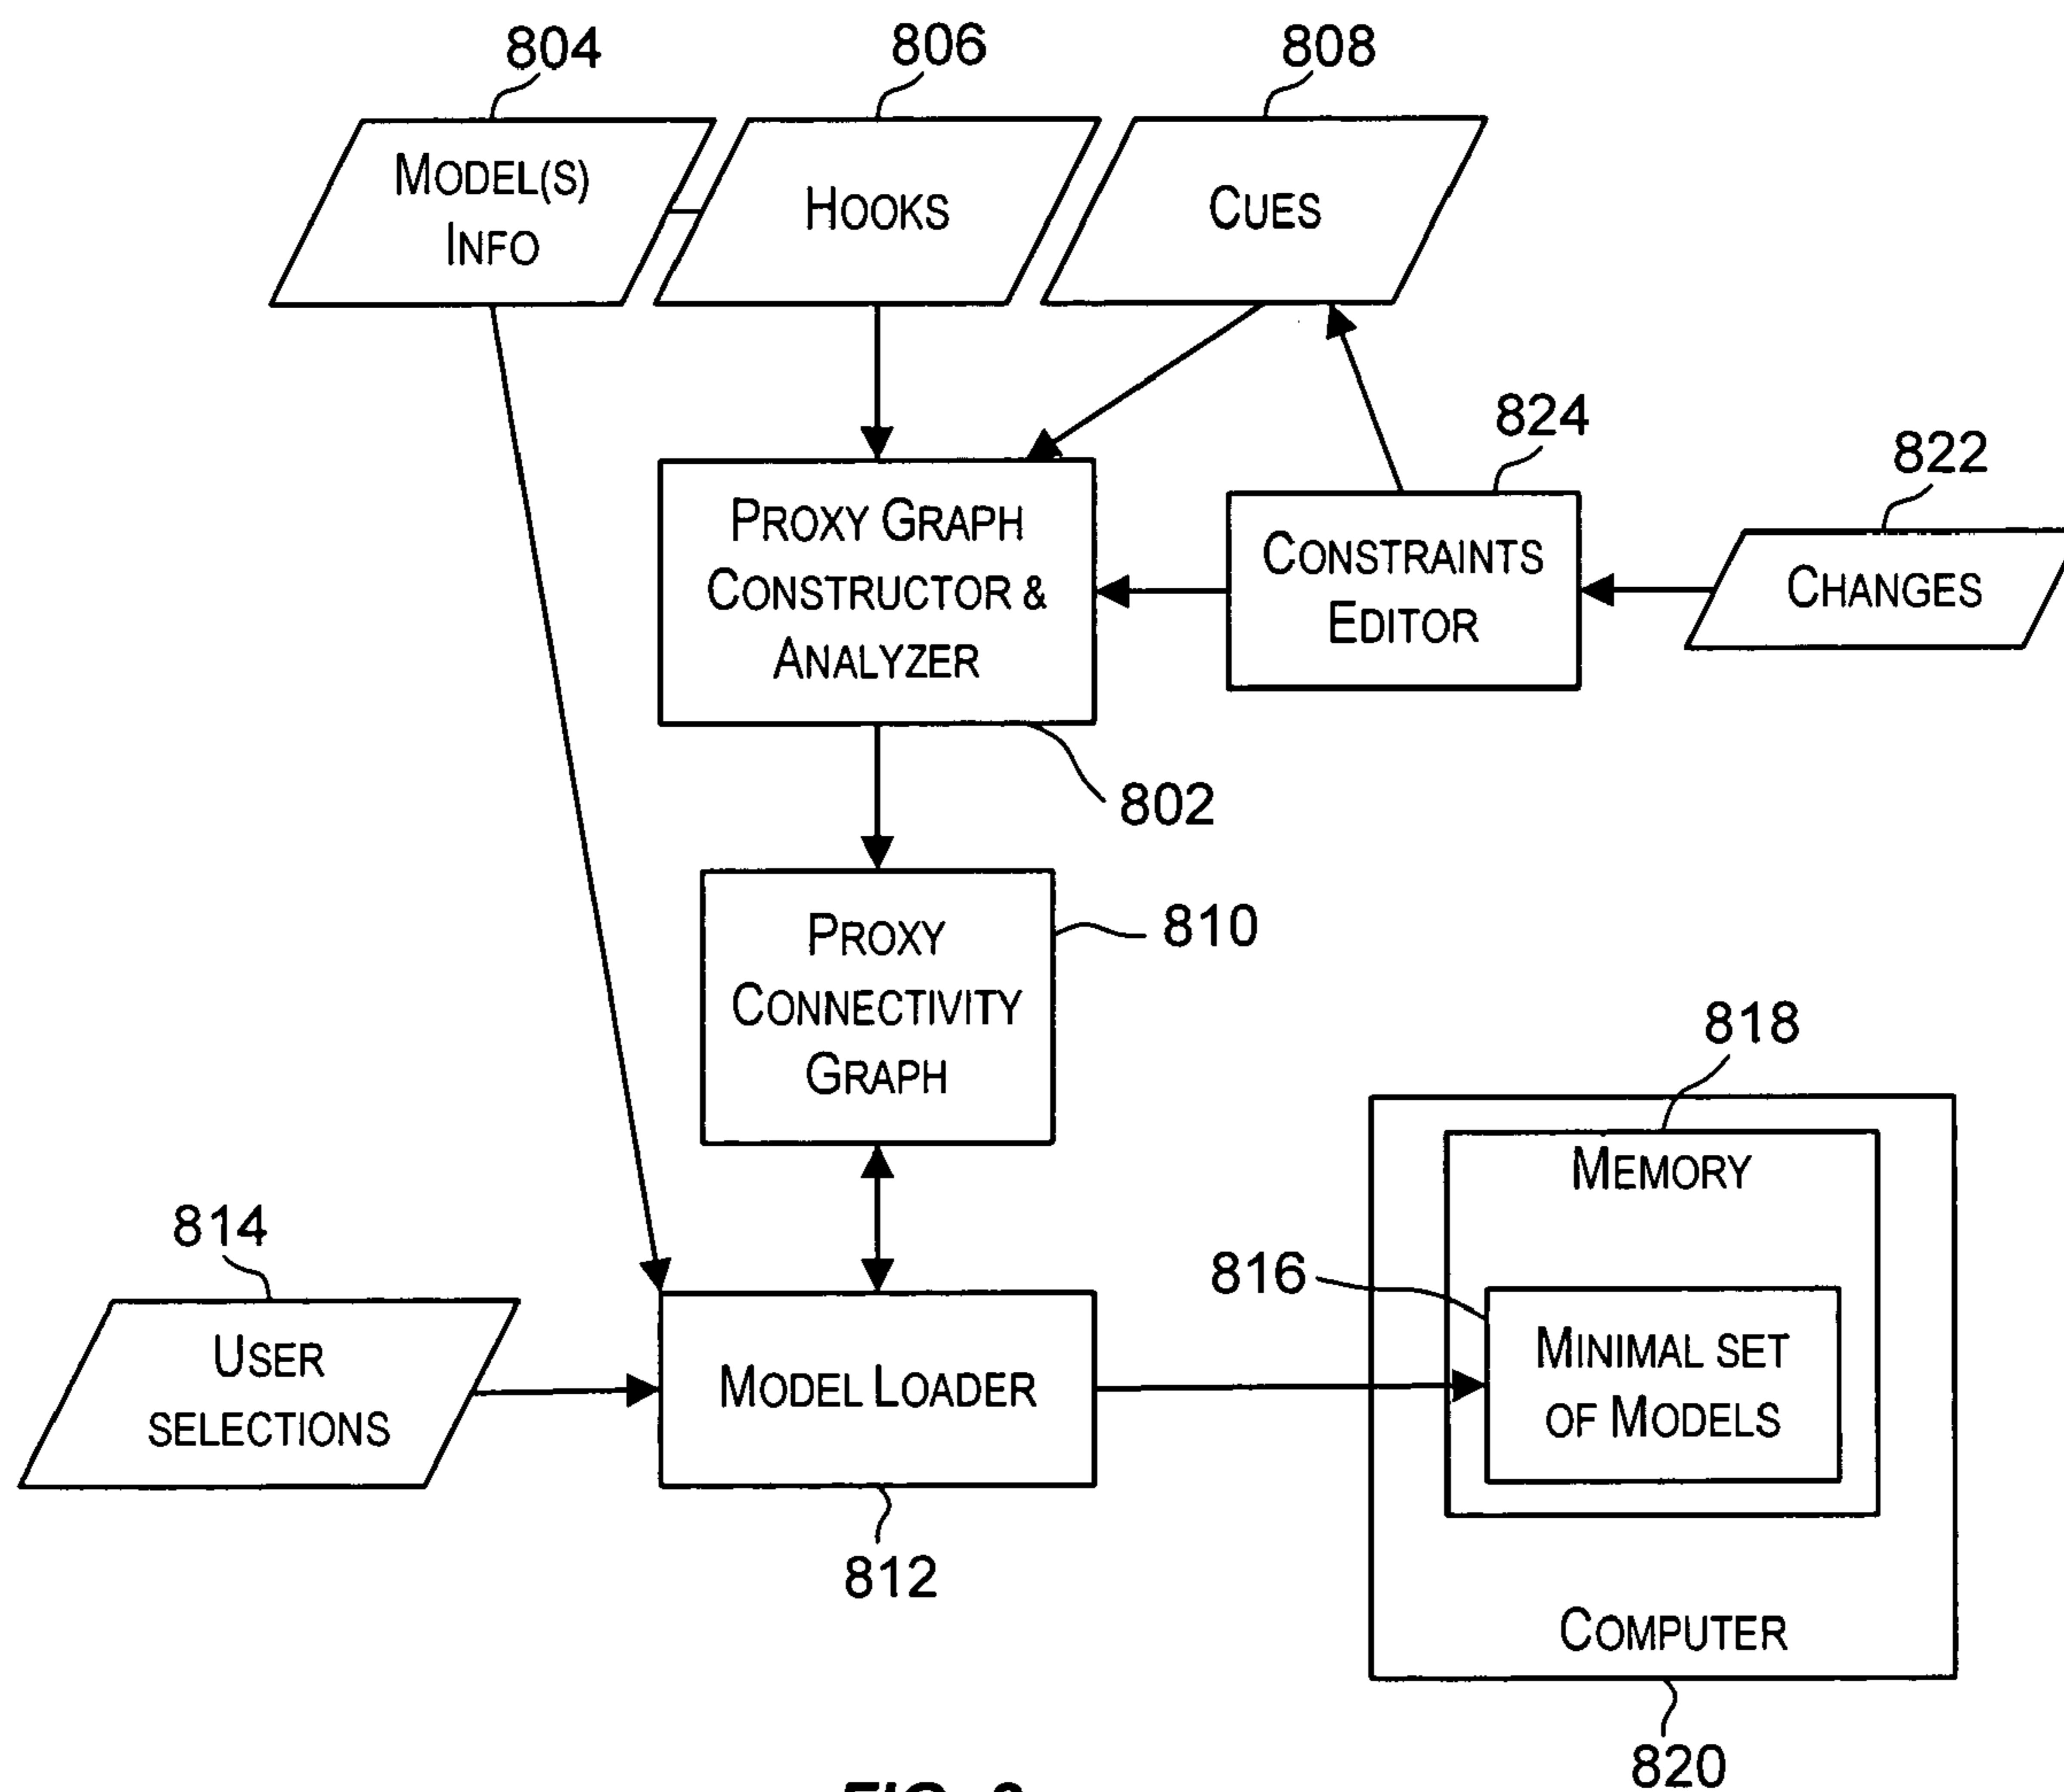 804
806
808
MODEL(S)
INFO
HOOKS
CUES
824
822
PROXY GRAPH
CONSTRUCTOR &
ANALYZER
CONSTRAINTS
EDITOR
CHANGES
802
PROXY
CONNECTIVITY
GRAPH
810
818
MEMORY
814
816
USER
SELECTIONS
MODEL LOADER
MINIMAL SET
OF MODELS
812
COMPUTER
820